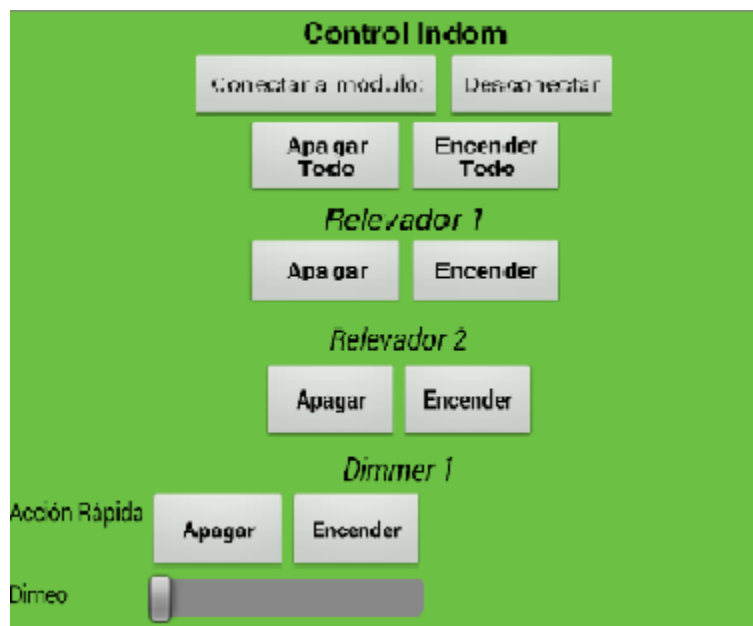 Control Indom
Conectar a módulo: Desconectar
Apagar Encender
Todo Todo
Relevador 1
Apagar Encender
Relevador 2
Apagar Encender
Dimmer 1
Acción Rápida Apagar Encender
Dimeo